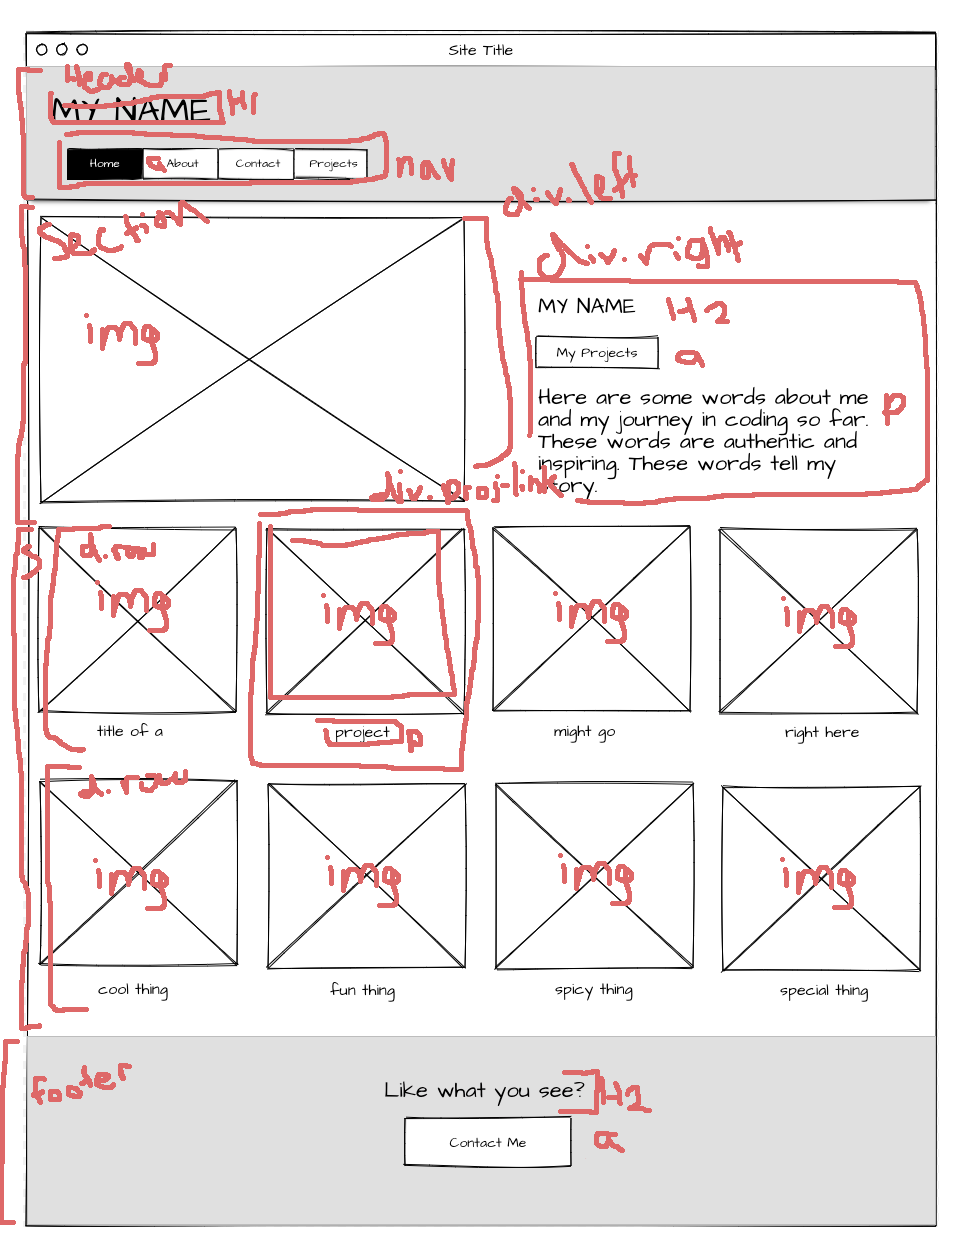 Site Title
Header
MY NAME H1
Home a About Contact Projects nav
div.left
Section
div.right
img
MY NAME H2
My Projects a
Here are some words about me p
and my journey in coding so far.
These words are authentic and
inspiring. These words tell my
story.
div.proj-link
S
d.row
img img img img
title of a project p might go right here
d.row
img img img img
cool thing fun thing spicy thing special thing
footer
Like what you see? H2
Contact Me a